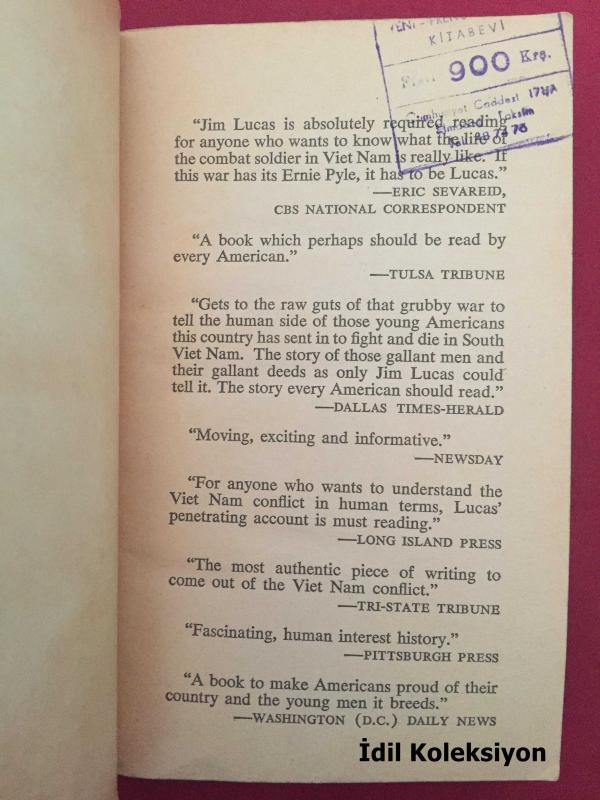 KİTABEVİ
900 Krş.
Cumhuriyet Caddesi 17/A
Elmadağ - Taksim
“Jim Lucas is absolutely required reading
for anyone who wants to know what the life of
the combat soldier in Viet Nam is really like. If
this war has its Ernie Pyle, it has to be Lucas.”
—ERIC SEVAREID,
CBS NATIONAL CORRESPONDENT
“A book which perhaps should be read by
every American.”
—TULSA TRIBUNE
“Gets to the raw guts of that grubby war to
tell the human side of those young Americans
this country has sent in to fight and die in South
Viet Nam. The story of those gallant men and
their gallant deeds as only Jim Lucas could
tell it. The story every American should read.”
—DALLAS TIMES-HERALD
“Moving, exciting and informative.”
—NEWSDAY
“For anyone who wants to understand the
Viet Nam conflict in human terms, Lucas’
penetrating account is must reading.”
—LONG ISLAND PRESS
“The most authentic piece of writing to
come out of the Viet Nam conflict.”
—TRI-STATE TRIBUNE
“Fascinating, human interest history.”
—PITTSBURGH PRESS
“A book to make Americans proud of their
country and the young men it breeds.”
—WASHINGTON (D.C.) DAILY NEWS
İdil Koleksiyon